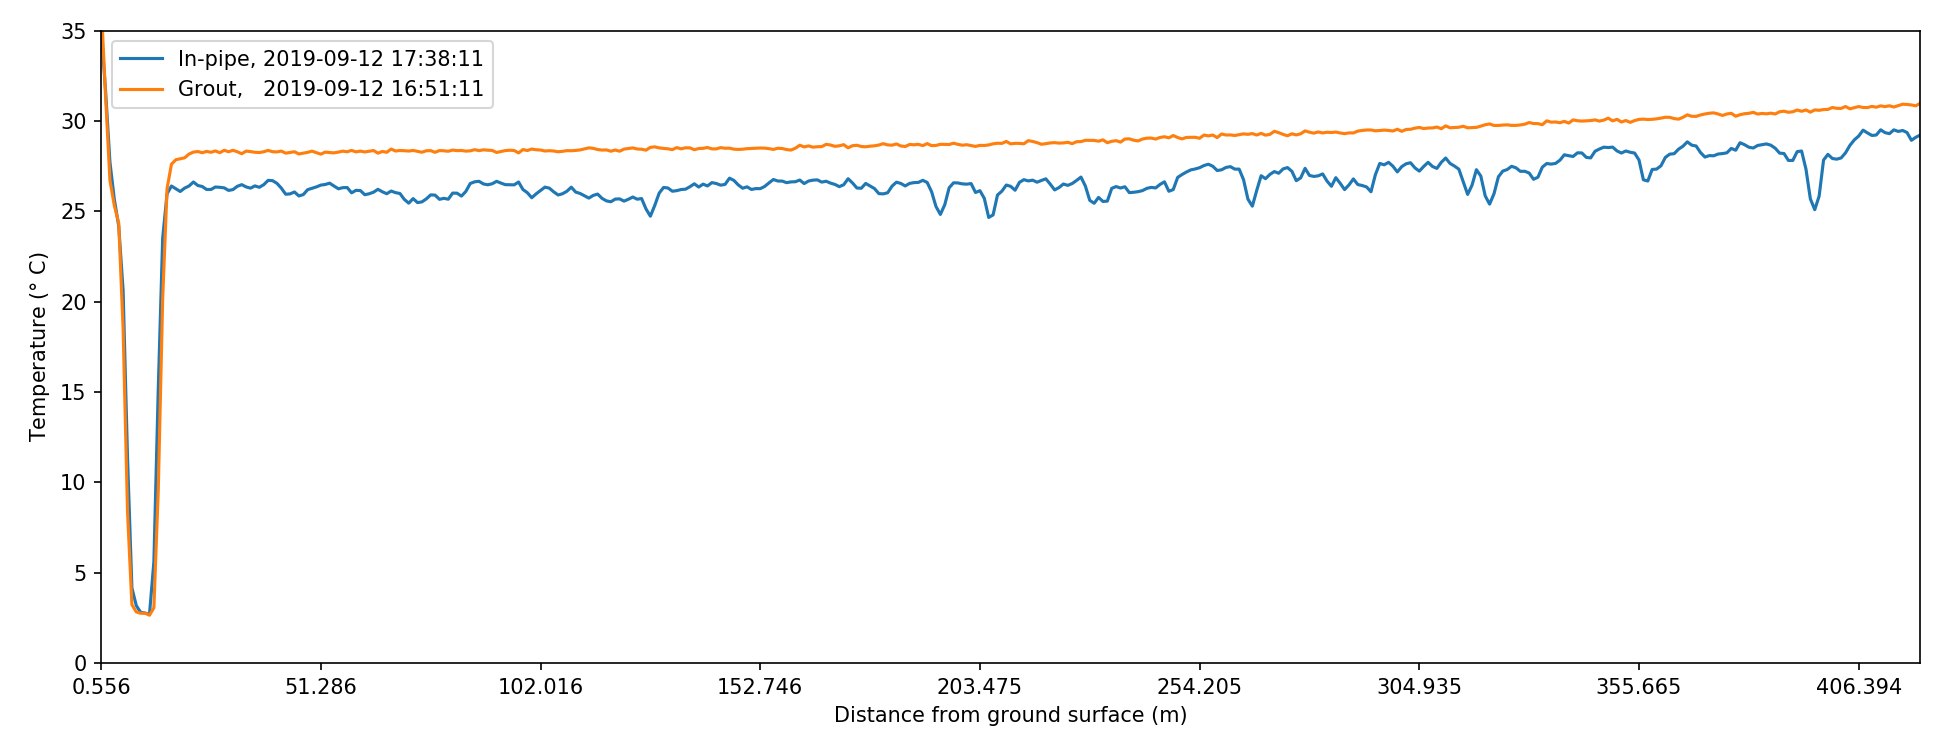 35
30
25
20
15
10
5
0
Temperature (° C)
In-pipe, 2019-09-12 17:38:11
Grout, 2019-09-12 16:51:11
0.556 51.286 102.016 152.746 203.475 254.205 304.935 355.665 406.394
Distance from ground surface (m)